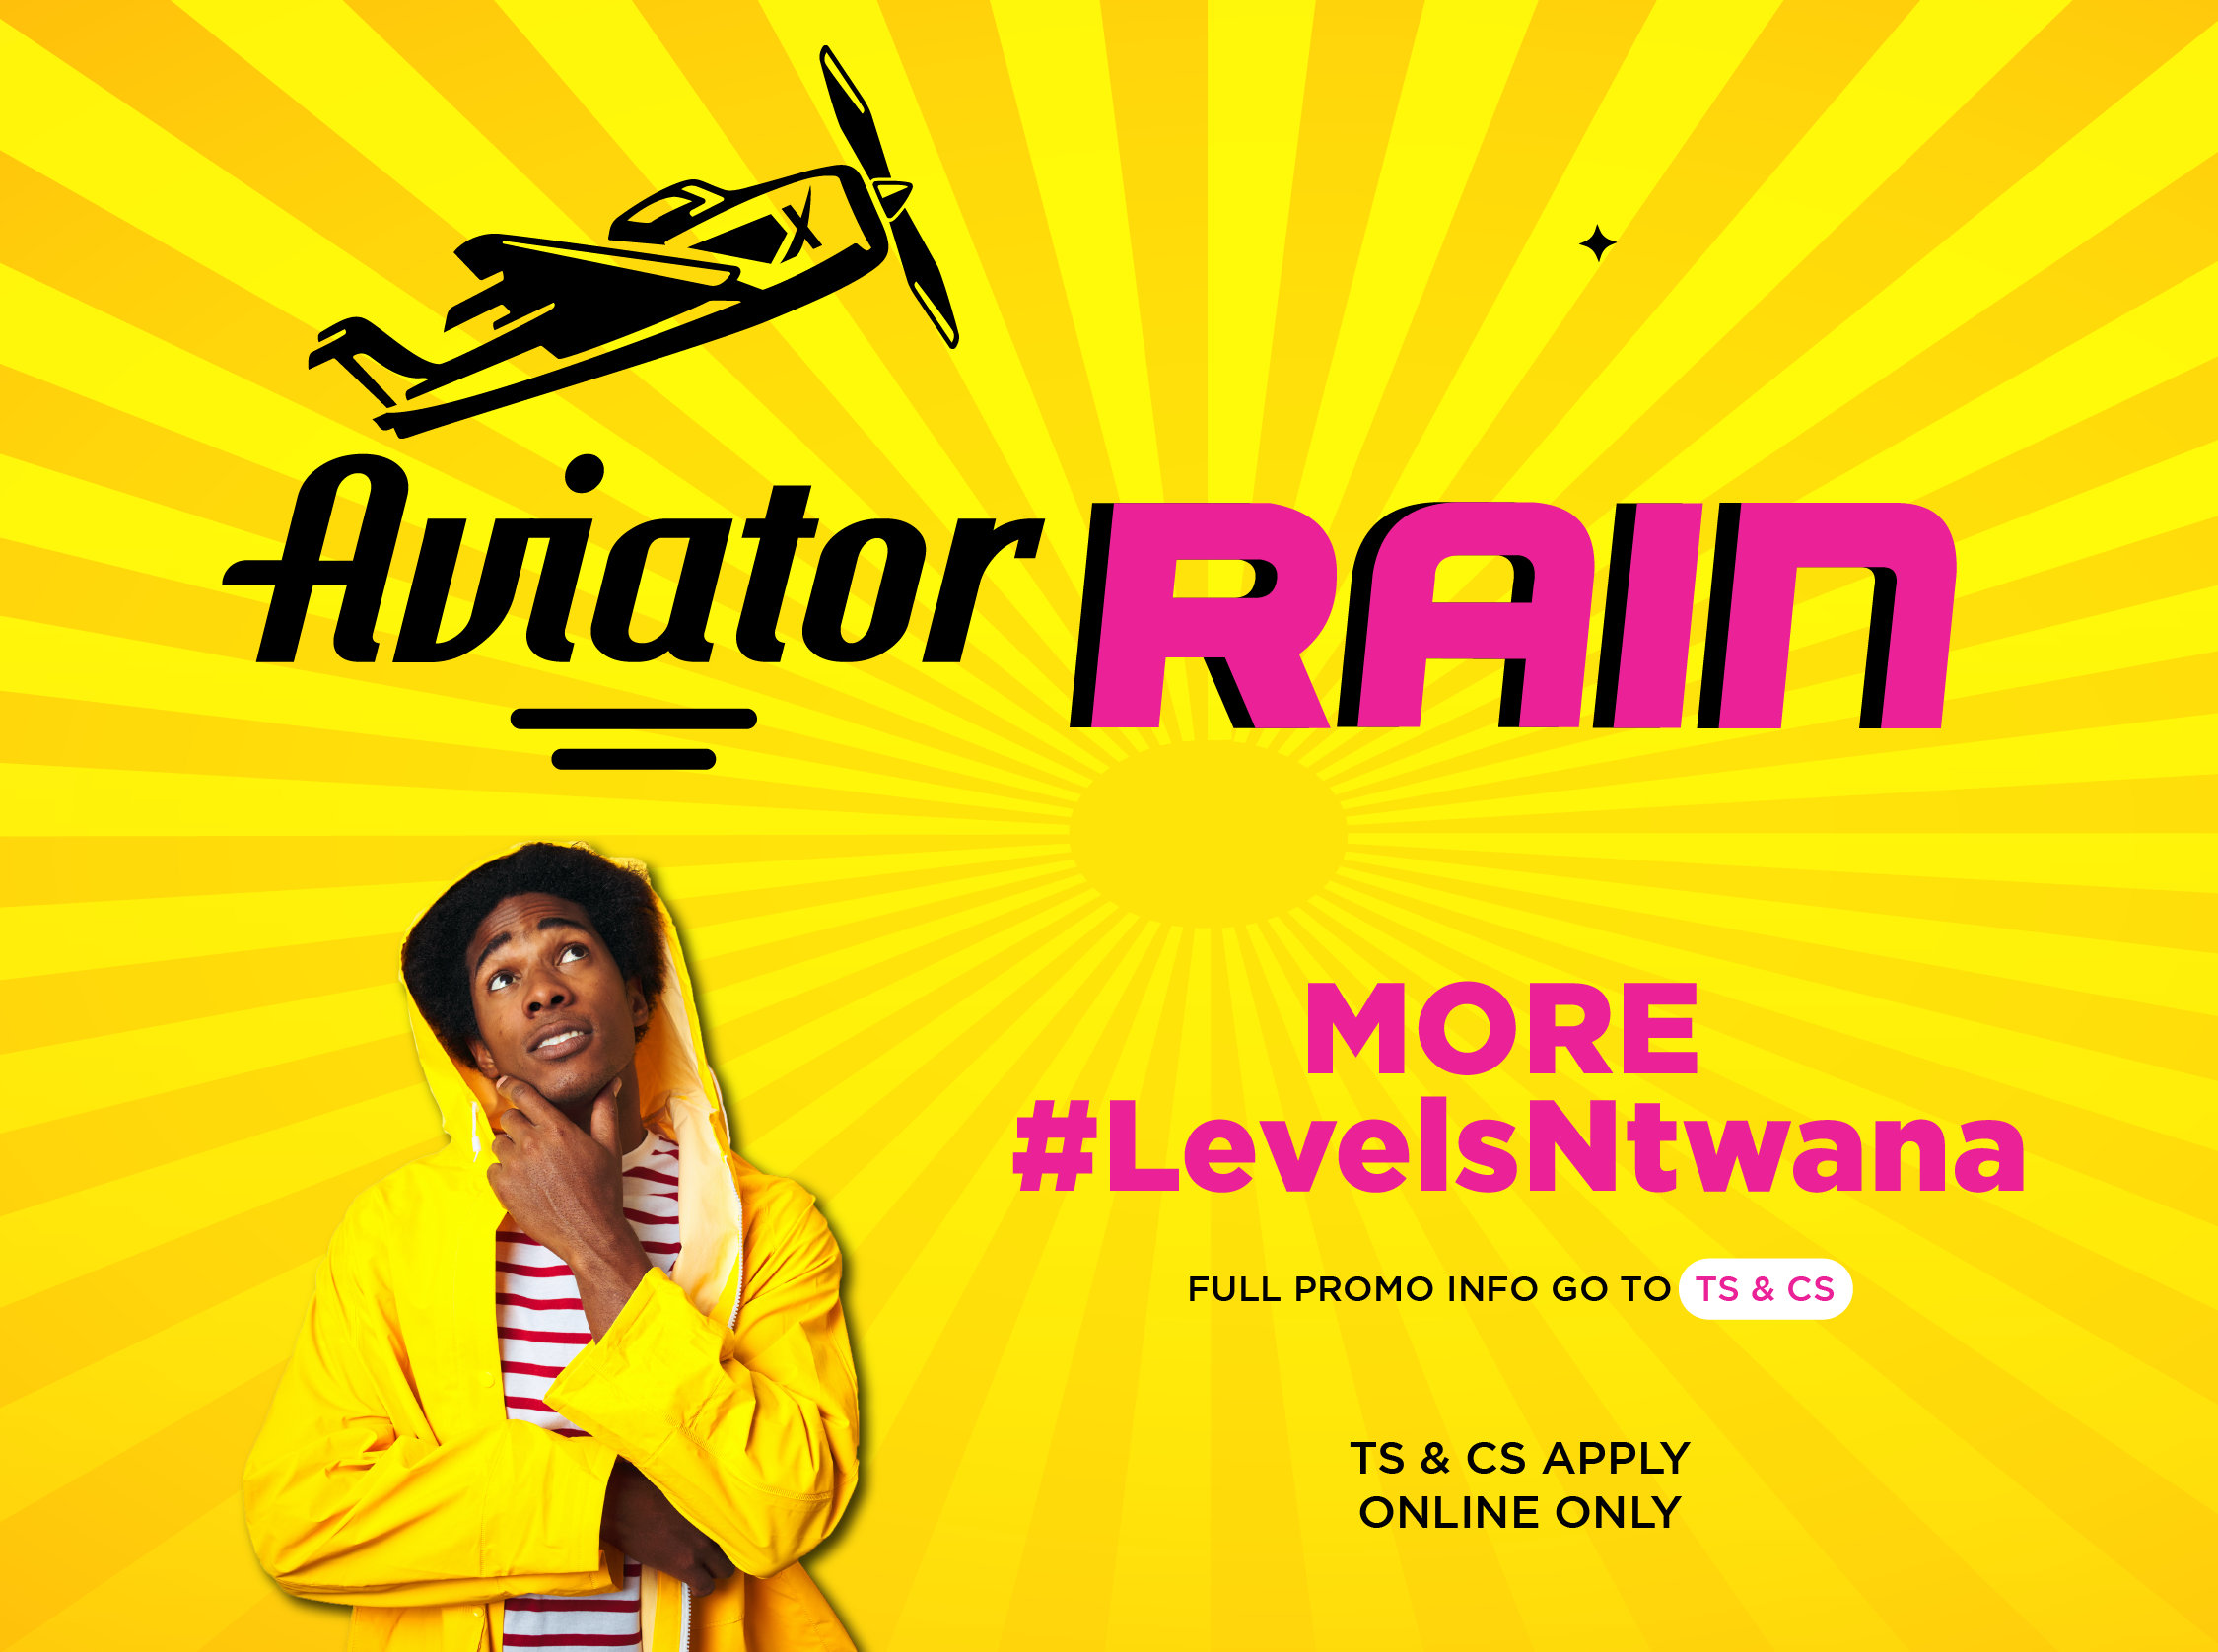 Aviator RAIN
MORE
#LevelsNtwana
FULL PROMO INFO GO TO TS & CS
TS & CS APPLY
ONLINE ONLY